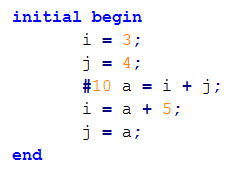 initial begin
i = 3;
j = 4;
#10 a = i + j;
i = a + 5;
j = a;
end